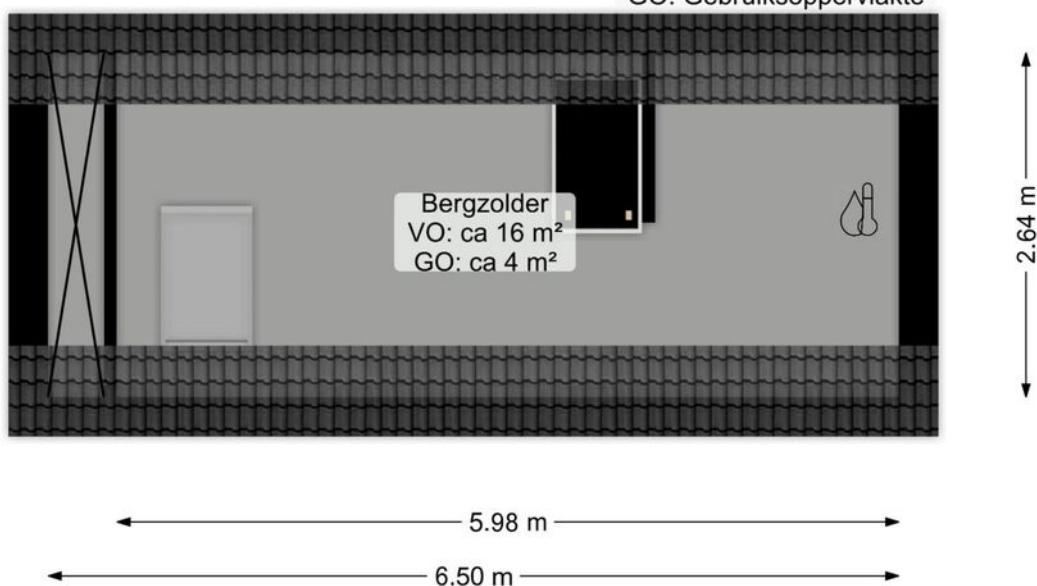 GO: Gebruiksoppervlakte
Bergzolder
VO: ca 16 m²
GO: ca 4 m²
2.64 m
5.98 m
6.50 m